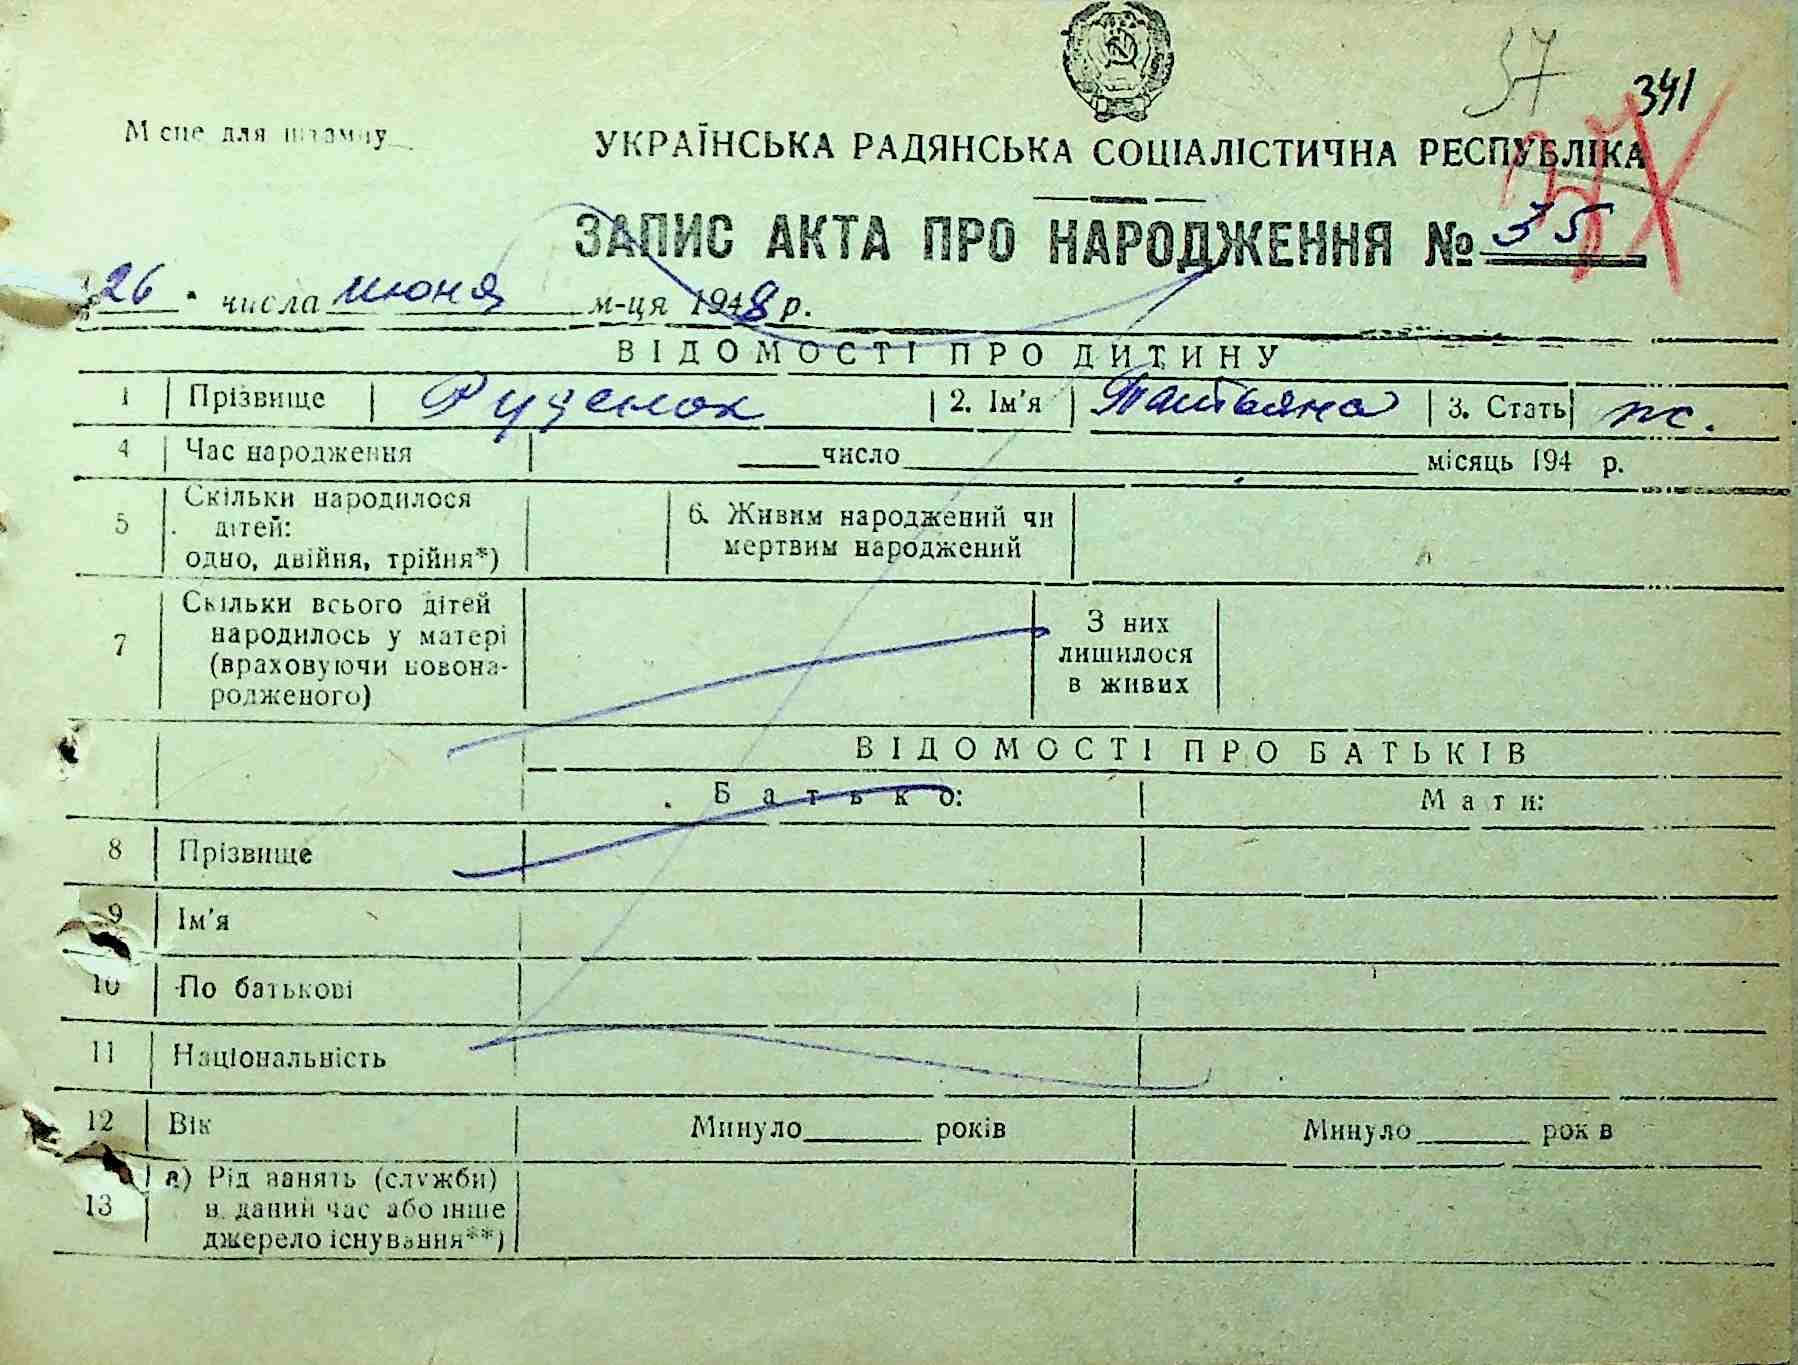 37
341
37
М сце для штампу
УКРАЇНСЬКА РАДЯНСЬКА СОЦІАЛІСТИЧНА РЕСПУБЛІКА
ЗАПИС АКТА ПРО НАРОДЖЕННЯ № 35
26 числа июня м-ця 1948 р.
ВІДОМОСТІ ПРО ДИТИНУ
1 Прізвище Руденок 2. Ім'я Татьяна 3. Стать ж.
4 Час народження число місяць 194 р.
5 Скільки народилося дітей: одно, двійня, трійня*) 6. Живим народжений чи мертвим народжений
7 Скільки всього дітей народилось у матері (враховуючи новонародженого) З них лишилося в живих
ВІДОМОСТІ ПРО БАТЬКІВ
Батько: Мати:
8 Прізвище
9 Ім'я
10 По батькові
11 Національність
12 Вік Минуло років Минуло рок в
13 а) Рід занять (служби) в даний час або інше джерело існування**)